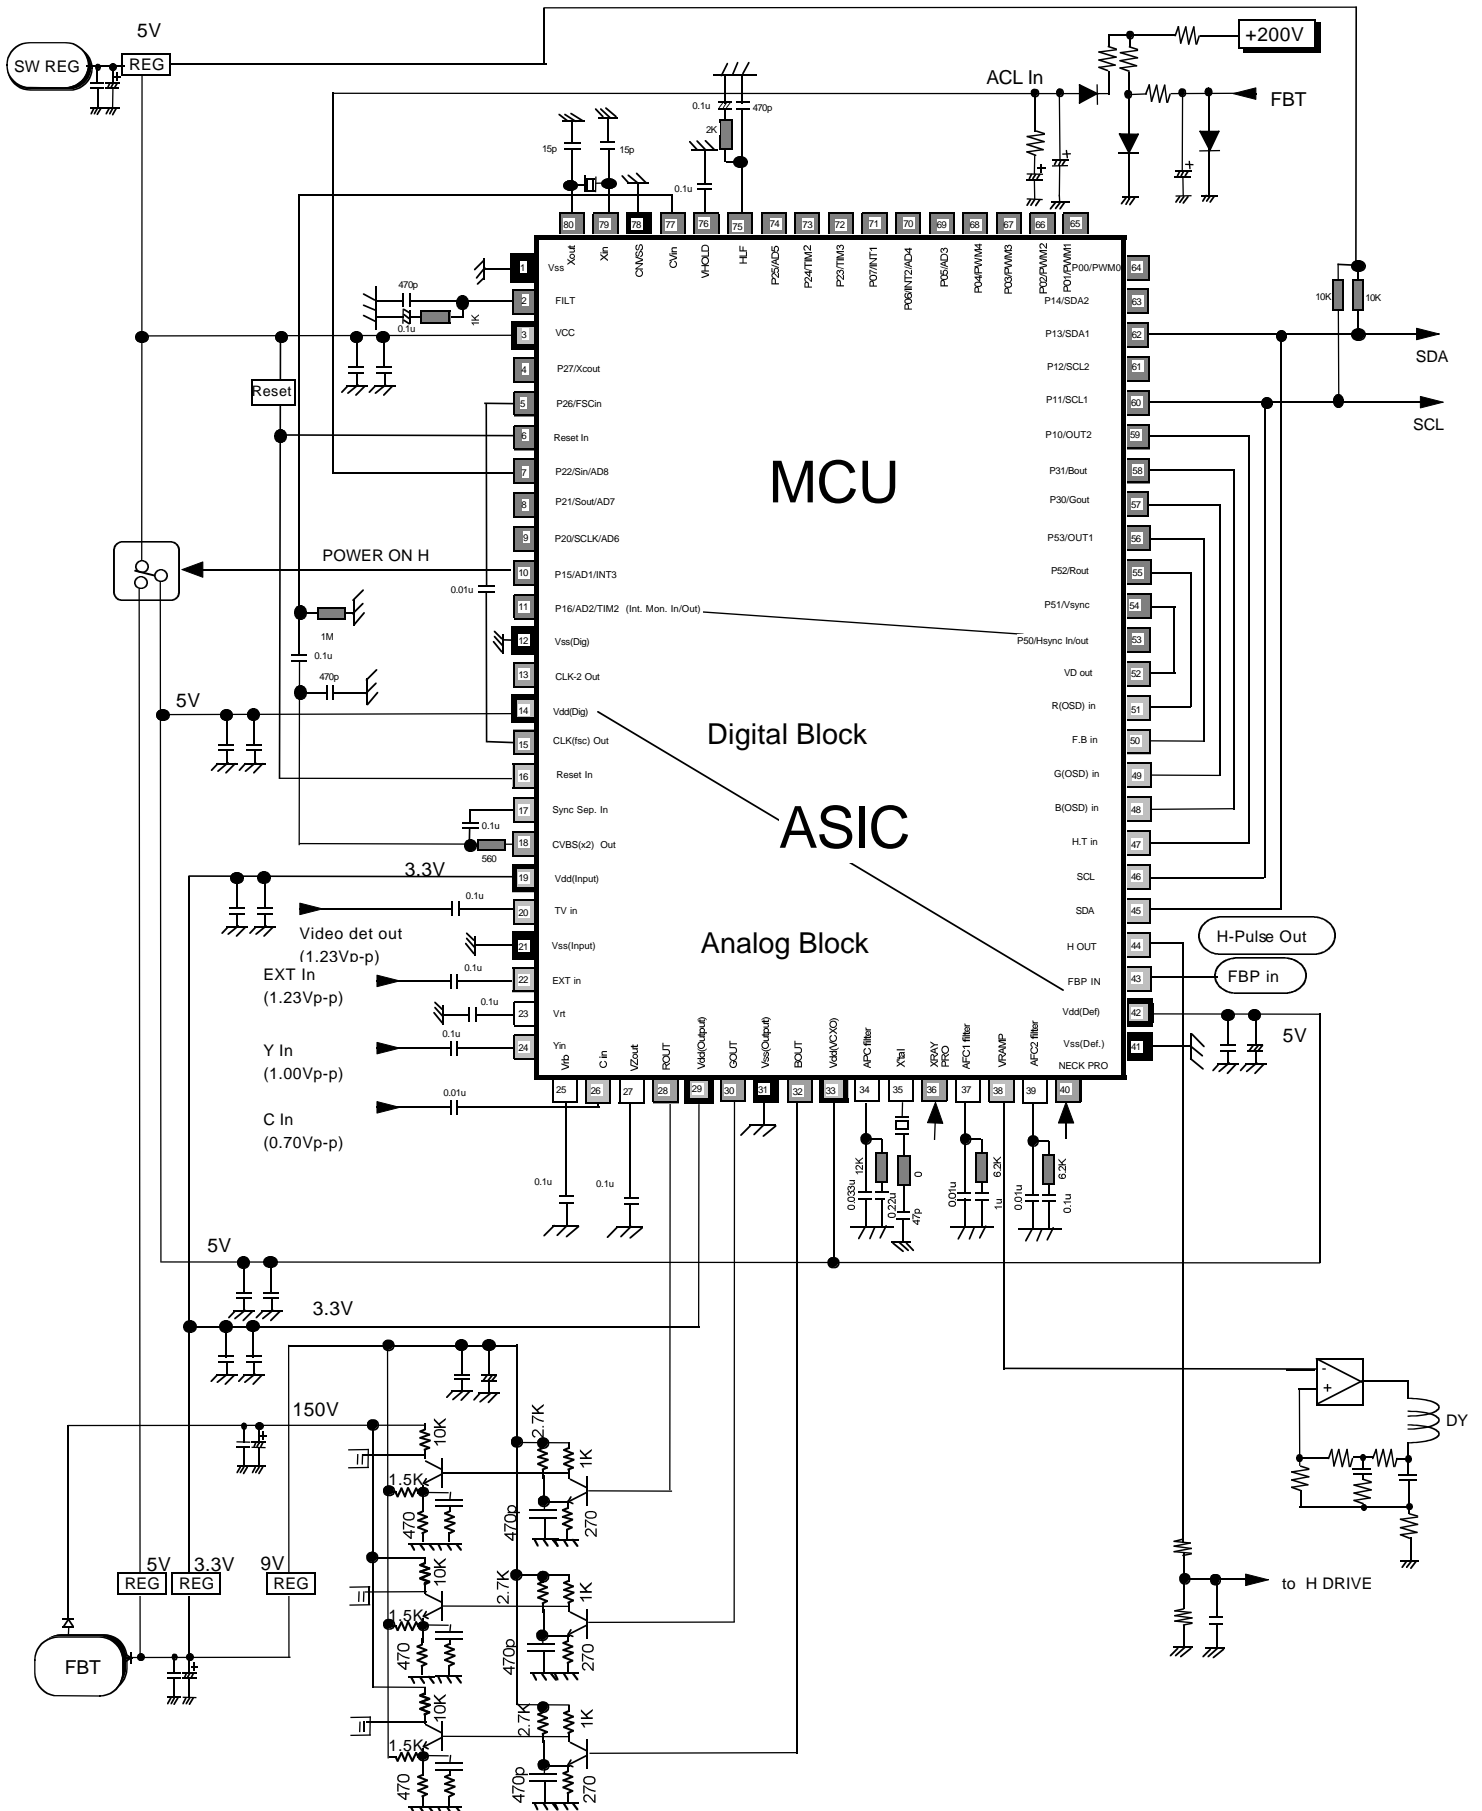 5V
SW REG
REG
+200V
ACL In
FBT
0.1u
470p
2K
15p
15p
0.1u
80
79
78
77
76
75
74
73
72
71
70
69
68
67
66
65
Xout
Xin
CNVSS
CVin
VHOLD
HLF
P25/AD5
P24/TIM2
P23/TIM3
P07/INT1
P06/INT2/AD4
P05/AD3
P04/PWM4
P03/PWM3
P02/PWM2
P01/PWM1
1
Vss
P00/PWM0
64
470p
2
FILT
P14/SDA2
63
10K
10K
0.1u
1K
3
VCC
P13/SDA1
62
SDA
4
P27/Xcout
P12/SCL2
61
Reset
5
P26/FSCin
P11/SCL1
60
SCL
6
Reset In
P10/OUT2
59
7
P22/Sin/AD8
P31/Bout
58
MCU
8
P21/Sout/AD7
P30/Gout
57
9
P20/SCLK/AD6
P53/OUT1
56
POWER ON H
10
P15/AD1/INT3
P52/Rout
55
0.01u
11
P16/AD2/TIM2 (Int. Mon. In/Out)
P51/Vsync
54
1M
12
Vss(Dig)
P50/Hsync In/out
53
0.1u
470p
13
CLK-2 Out
VD out
52
5V
14
Vdd(Dig)
R(OSD) in
51
Digital Block
15
CLK(fsc) Out
F.B in
50
16
Reset In
G(OSD) in
49
17
Sync Sep. In
B(OSD) in
48
0.1u
ASIC
18
CVBS(x2) Out
H.T in
47
560
3.3V
19
Vdd(Input)
SCL
46
0.1u
20
TV in
SDA
45
Video det out
(1.23Vp-p)
0.1u
21
Vss(Input)
Analog Block
H OUT
44
H-Pulse Out
EXT In
(1.23Vp-p)
22
EXT in
FBP IN
43
FBP in
0.1u
23
Vrt
Vdd(Def)
42
5V
0.1u
Y In
(1.00Vp-p)
24
Yin
Vss(Def.)
41
Vrb
C in
VZout
ROUT
Vdd(Output)
GOUT
Vss(Output)
BOUT
Vdd(VCXO)
APC filter
X'tal
XRAY
PRO
AFC1 filter
VRAMP
AFC2 filter
NECK PRO
25
26
27
28
29
30
31
32
33
34
35
36
37
38
39
40
0.01u
C In
(0.70Vp-p)
0.1u
0.1u
12K
0.033u
0.22u
0
47p
6.2K
0.01u
1u
6.2K
0.01u
0.1u
5V
3.3V
150V
10K
2.7K
1K
1.5K
470
470p
270
DY
5V
3.3V
9V
REG
REG
REG
10K
2.7K
1K
1.5K
470
470p
270
to H DRIVE
FBT
10K
2.7K
1K
1.5K
470
470p
270